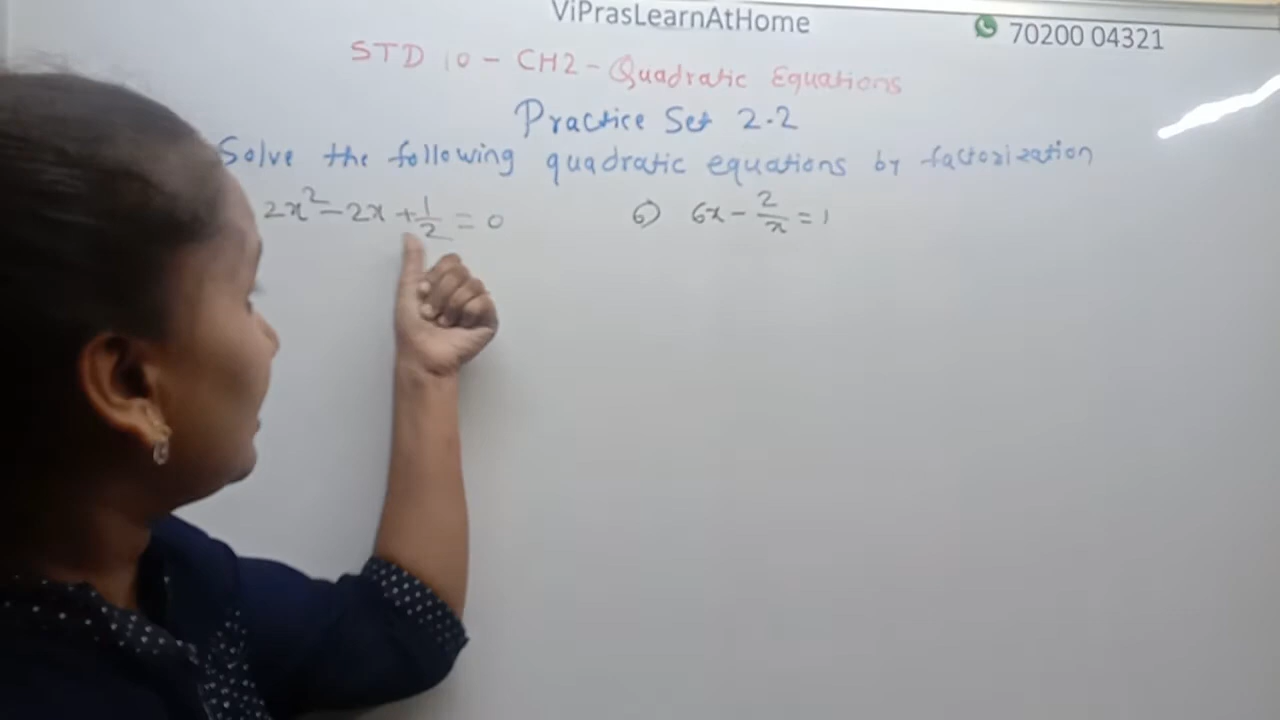 ViPrasLearnAtHome
70200 04321
STD 10 - CH2 - Quadratic Equations
Practice Set 2.2
Solve the following quadratic equations by factorization
2x² - 2x + 1/2 = 0
6) 6x - 2/x = 1